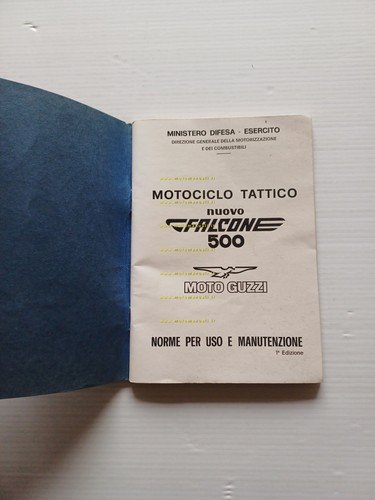 MINISTERO DIFESA - ESERCITO
DIREZIONE GENERALE DELLA MOTORIZZAZIONE
E DEI COMBUSTIBILI
MOTOCICLO TATTICO
nuovo
FALCONE
500
MOTO GUZZI
NORME PER USO E MANUTENZIONE
1ª Edizione